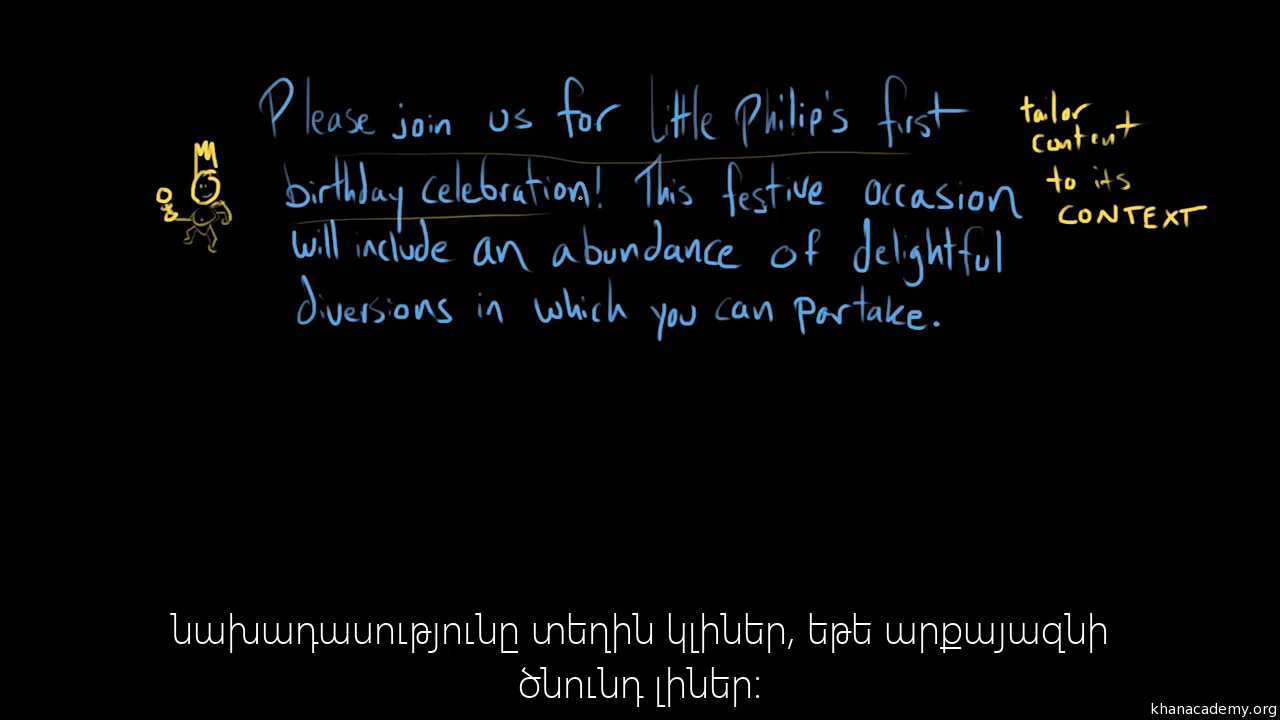 Please join us for little Philip's first
birthday celebration! This festive occasion
will include an abundance of delightful
diversions in which you can partake.
tailor
content
to its
CONTEXT
նախադասությունը տեղին կլիներ, եթե արքայազնի
ծնունդ լիներ:
khanacademy.org